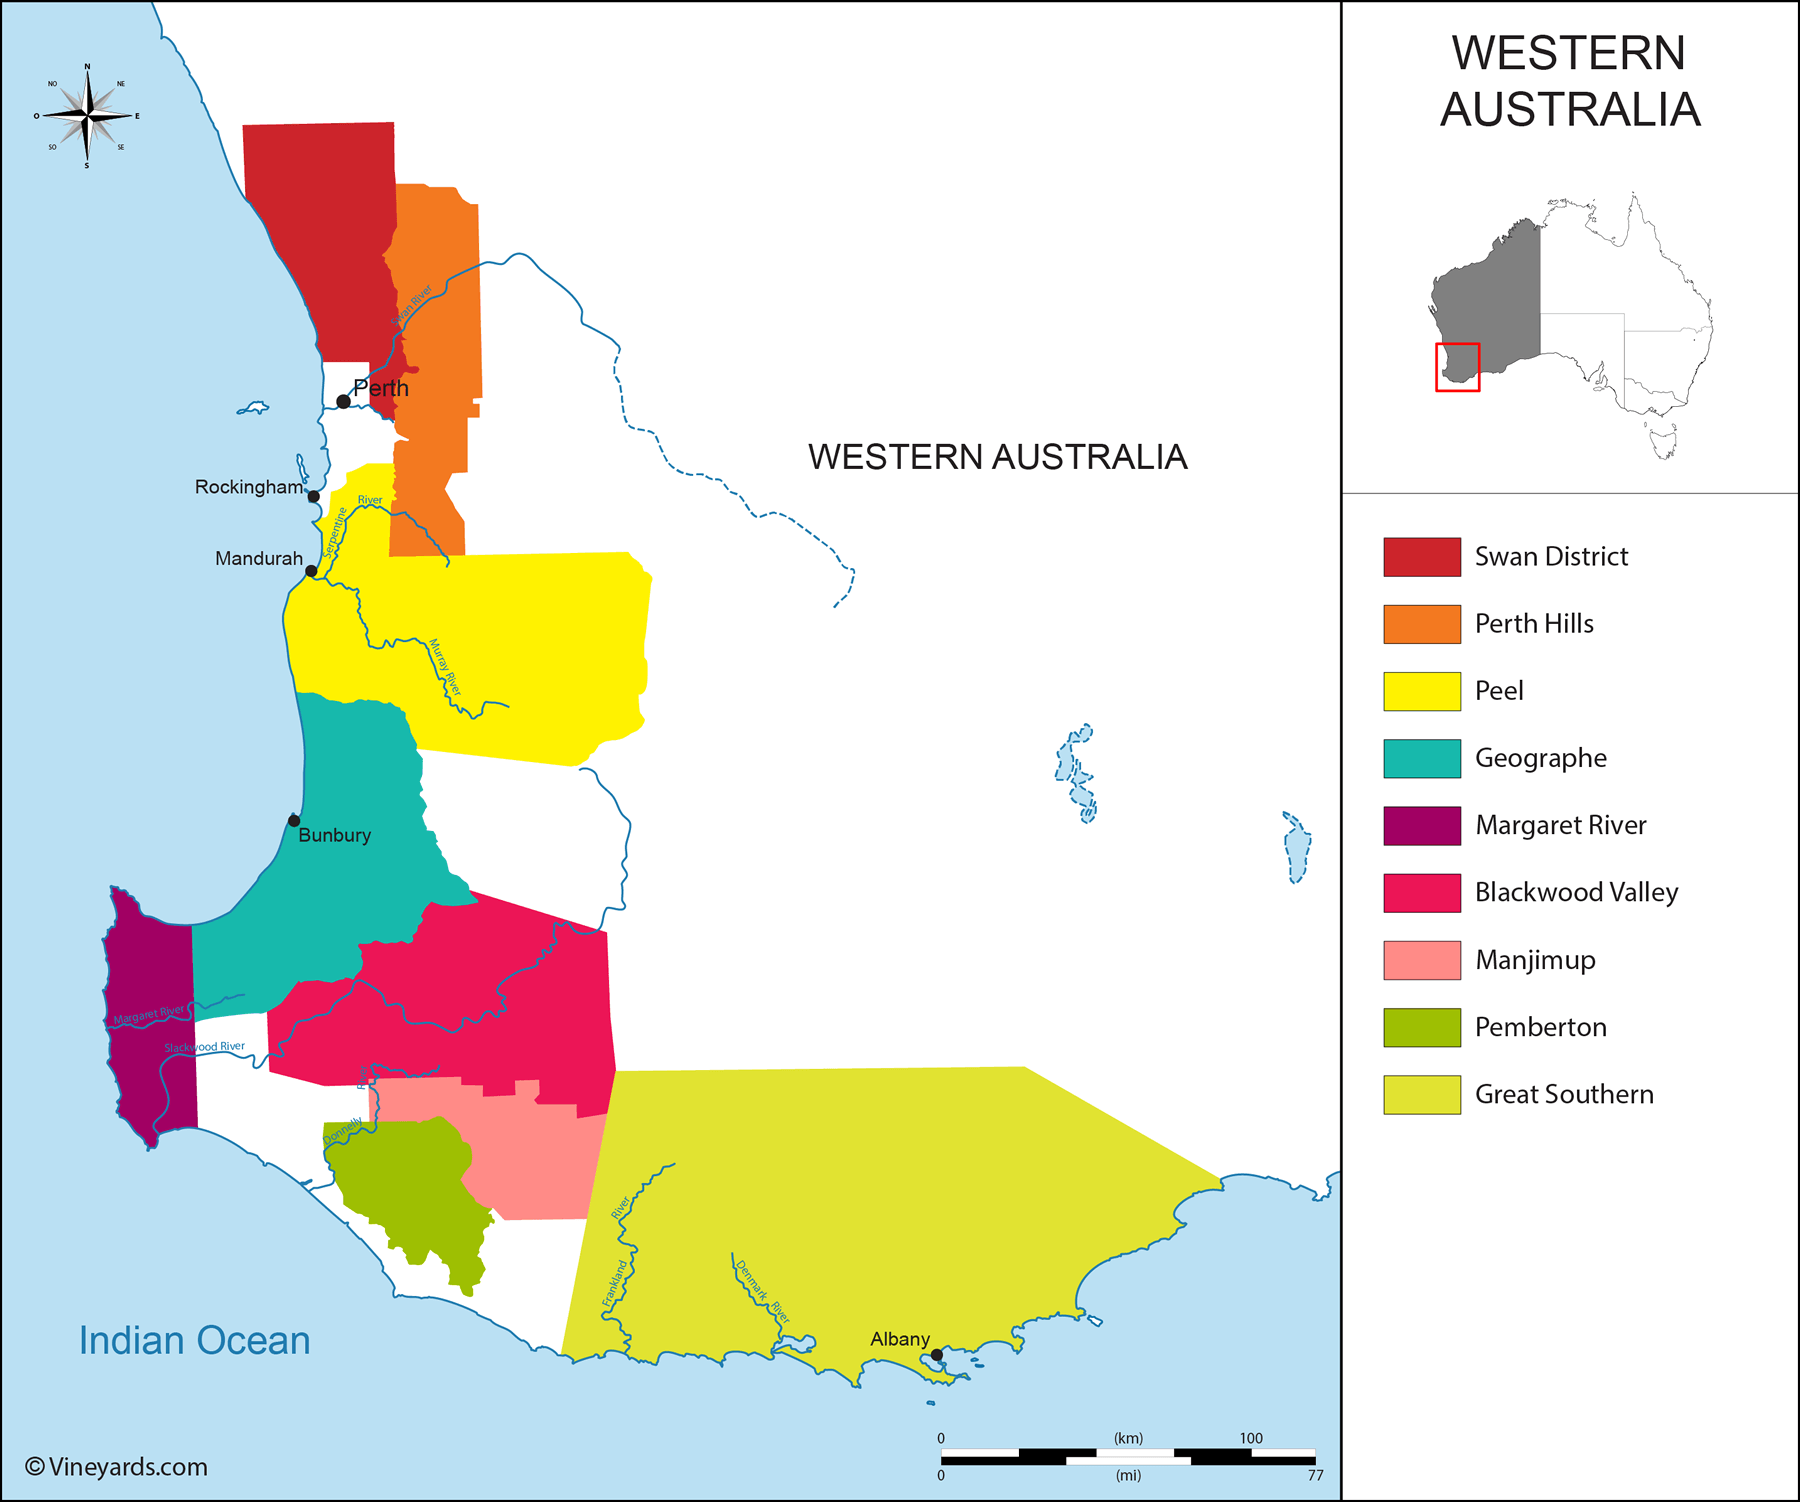 WESTERN
AUSTRALIA
N
NO
NE
O
E
SO
SE
S
Swan River
Perth
WESTERN AUSTRALIA
Rockingham
River
Serpentine
Mandurah
Murray River
Bunbury
Margaret River
Slackwood River
River
Donnelly
River
Frankland
Denmark River
Albany
Indian Ocean
0 (km) 100
0 (mi) 77
© Vineyards.com
Swan District
Perth Hills
Peel
Geographe
Margaret River
Blackwood Valley
Manjimup
Pemberton
Great Southern